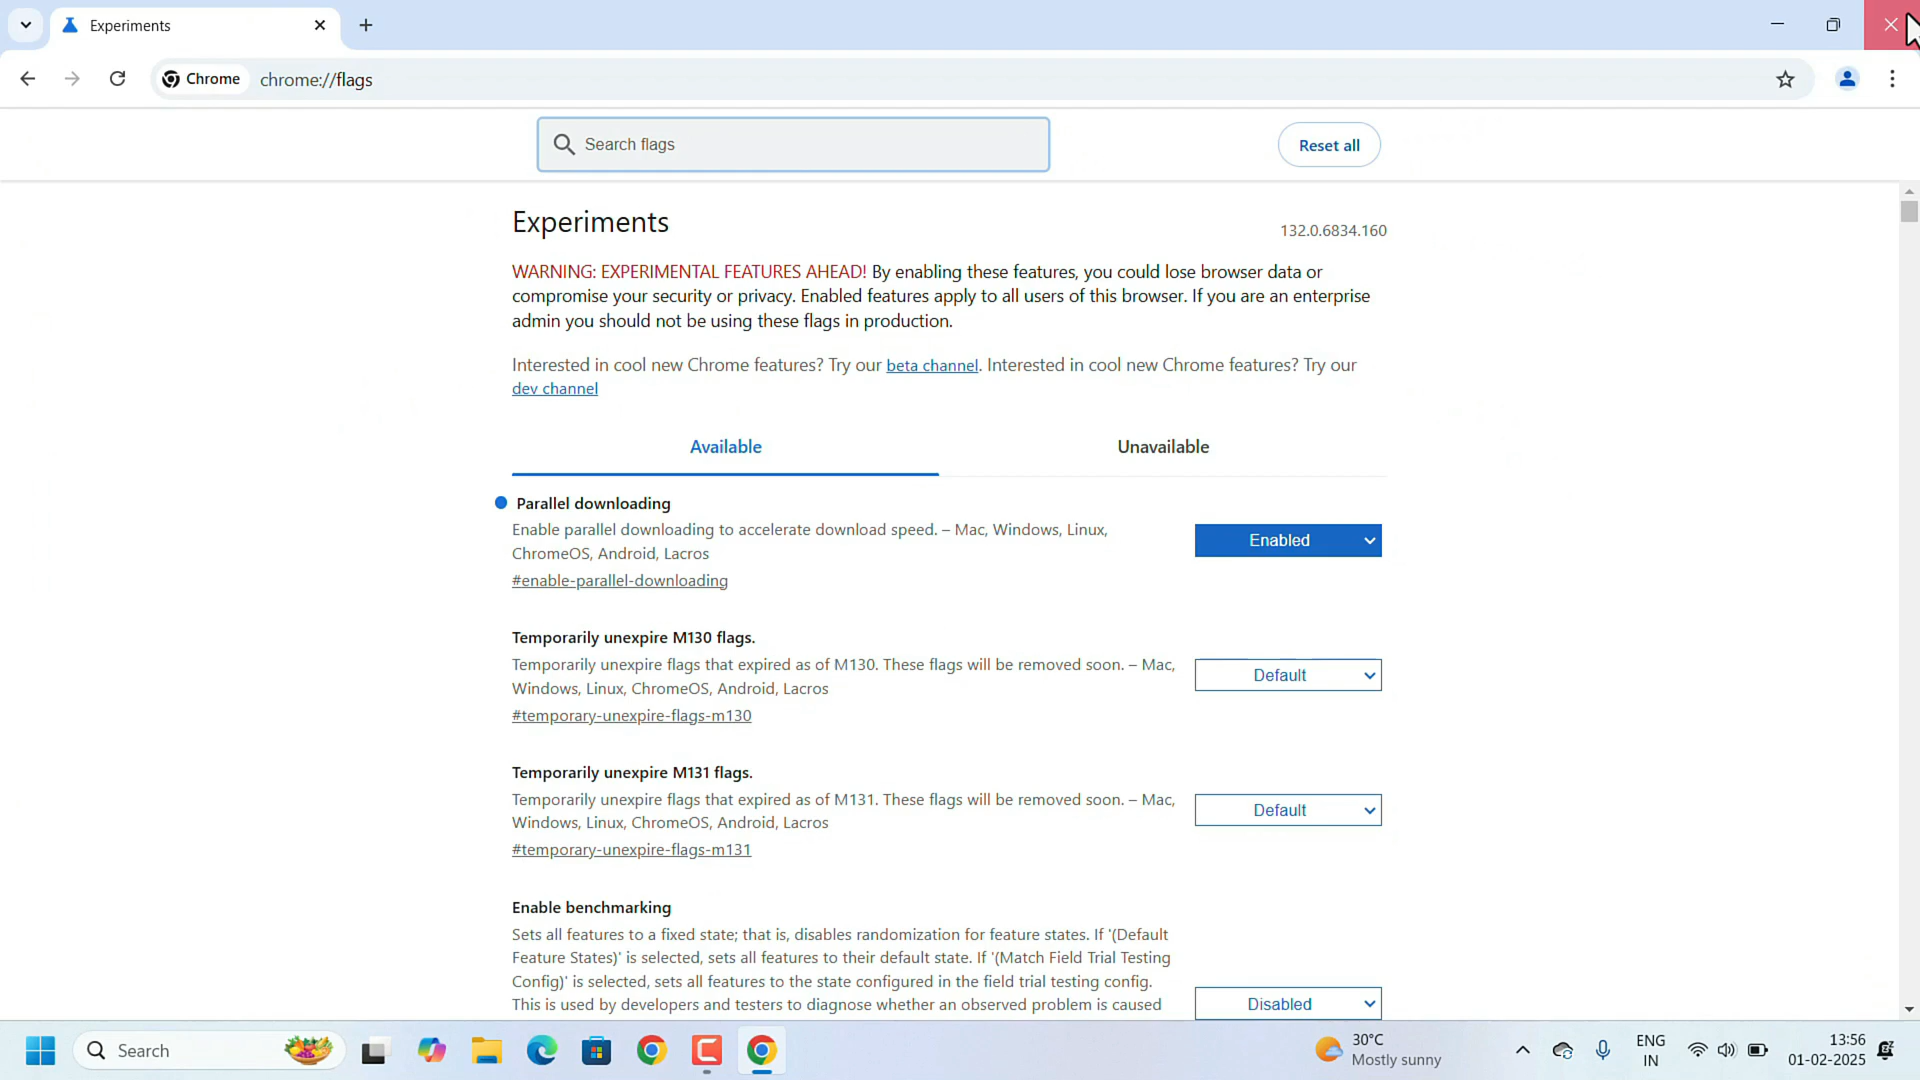 Experiments
Chrome chrome://flags
Search flags
Reset all
Experiments
132.0.6834.160
WARNING: EXPERIMENTAL FEATURES AHEAD! By enabling these features, you could lose browser data or
compromise your security or privacy. Enabled features apply to all users of this browser. If you are an enterprise
admin you should not be using these flags in production.
Interested in cool new Chrome features? Try our beta channel. Interested in cool new Chrome features? Try our
dev channel
Available
Unavailable
Parallel downloading
Enable parallel downloading to accelerate download speed. – Mac, Windows, Linux,
ChromeOS, Android, Lacros
#enable-parallel-downloading
Enabled
Temporarily unexpire M130 flags.
Temporarily unexpire flags that expired as of M130. These flags will be removed soon. – Mac,
Windows, Linux, ChromeOS, Android, Lacros
#temporary-unexpire-flags-m130
Default
Temporarily unexpire M131 flags.
Temporarily unexpire flags that expired as of M131. These flags will be removed soon. – Mac,
Windows, Linux, ChromeOS, Android, Lacros
#temporary-unexpire-flags-m131
Default
Enable benchmarking
Sets all features to a fixed state; that is, disables randomization for feature states. If '(Default
Feature States)' is selected, sets all features to their default state. If '(Match Field Trial Testing
Config)' is selected, sets all features to the state configured in the field trial testing config.
This is used by developers and testers to diagnose whether an observed problem is caused
Disabled
Search
30°C
Mostly sunny
ENG
IN
13:56
01-02-2025